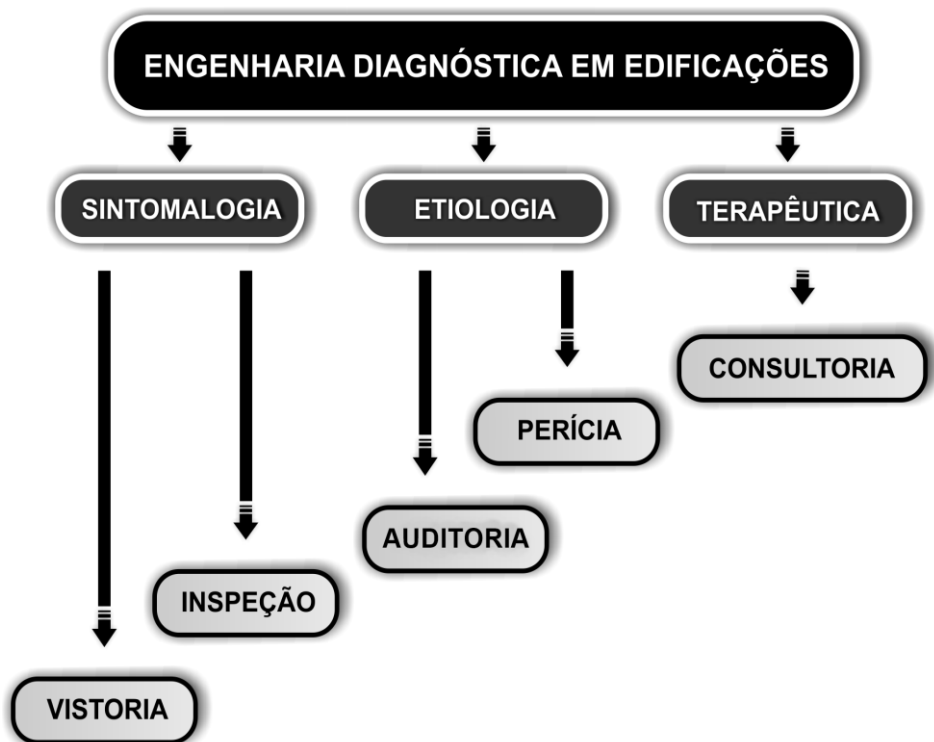 ENGENHARIA DIAGNÓSTICA EM EDIFICAÇÕES
SINTOMALOGIA
ETIOLOGIA
TERAPÊUTICA
CONSULTORIA
PERÍCIA
AUDITORIA
INSPEÇÃO
VISTORIA